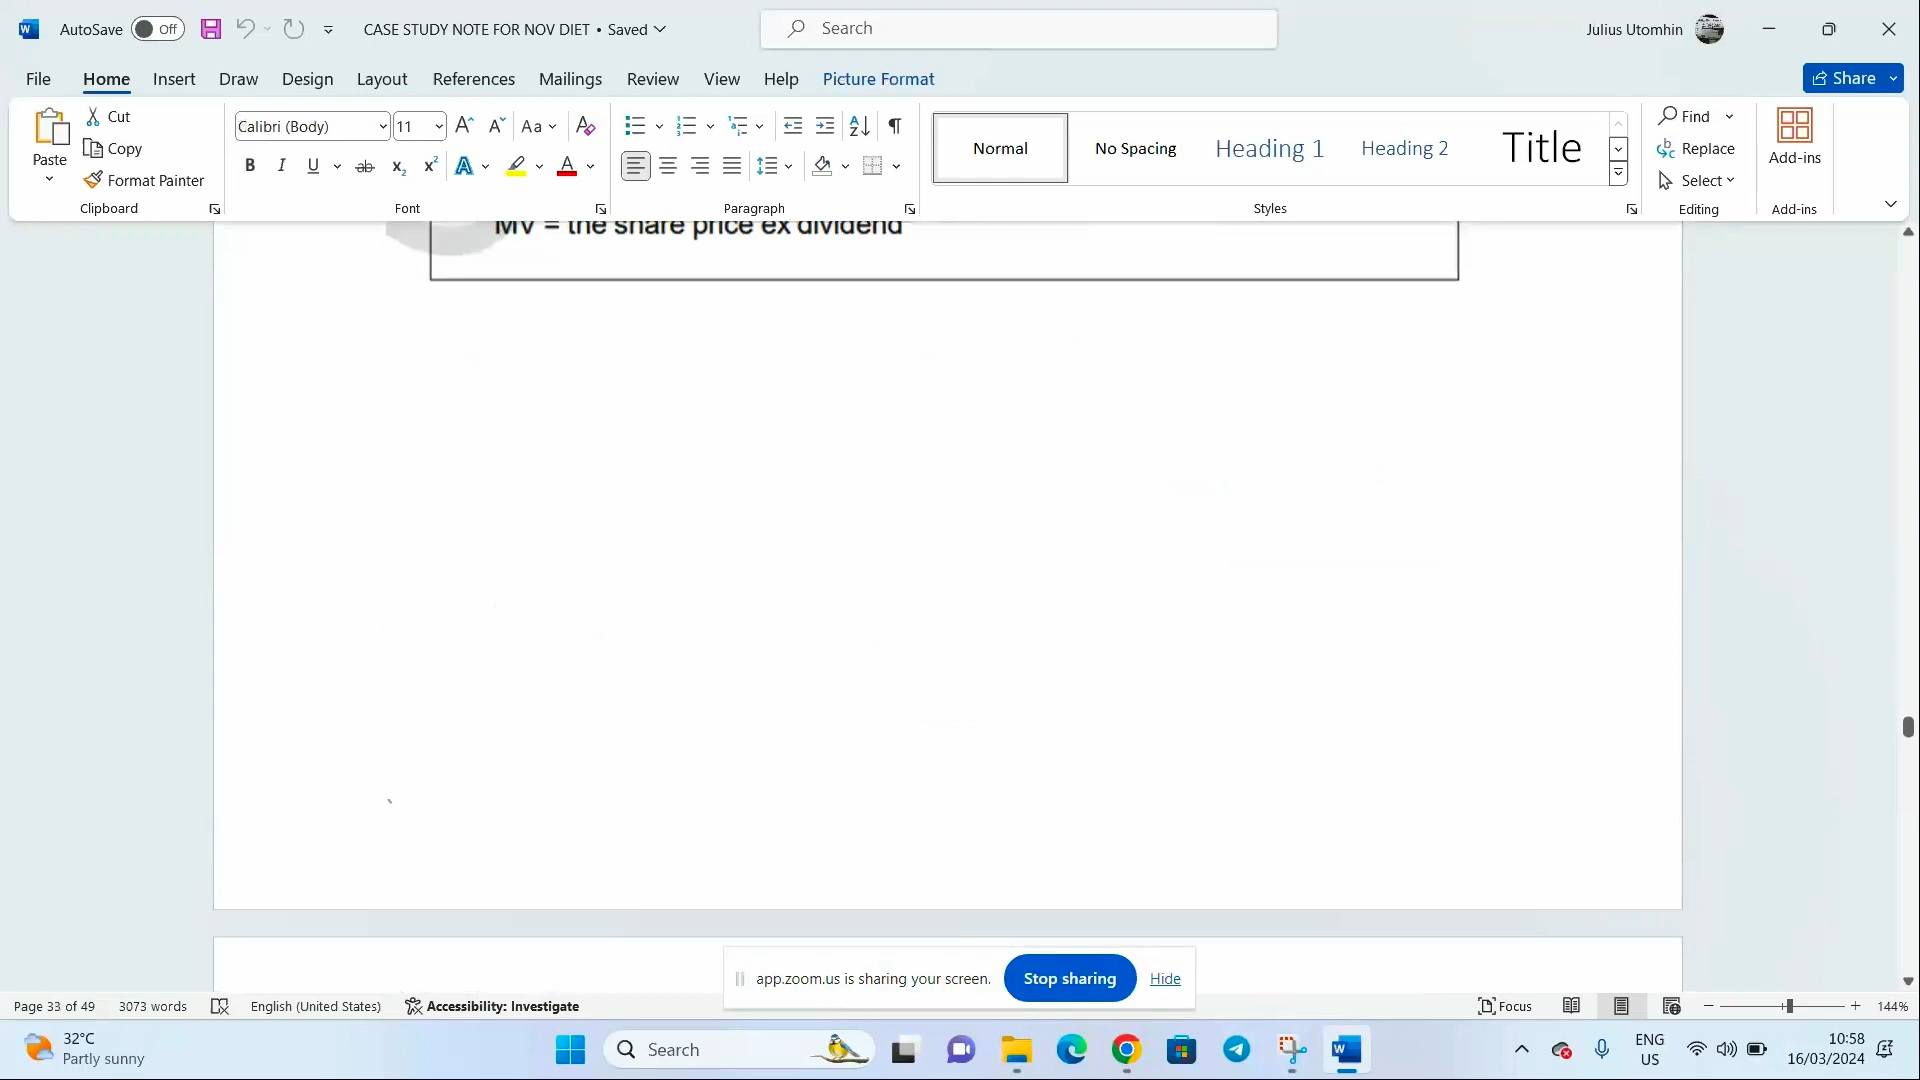 AutoSave Off CASE STUDY NOTE FOR NOV DIET • Saved Search Julius Utomhin
File Home Insert Draw Design Layout References Mailings Review View Help Picture Format Share
Paste Cut Copy Format Painter Clipboard
Calibri (Body) 11 Aa Font
Paragraph
Normal No Spacing Heading 1 Heading 2 Title Styles
Find Replace Select Editing
Add-ins Add-ins
MV = the share price ex dividend
app.zoom.us is sharing your screen. Stop sharing Hide
Page 33 of 49 3073 words English (United States) Accessibility: Investigate Focus 144%
32°C
Partly sunny
Search
ENG
US
10:58
16/03/2024